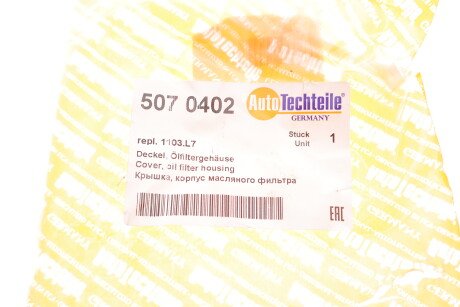 507 0402
AutoTechteile®
GERMANY
repl. 1103.L7
Stuck
Unit
1
Deckel, Ölfiltergehäuse
Cover, oil filter housing
Крышка, корпус масляного фильтра
EAC